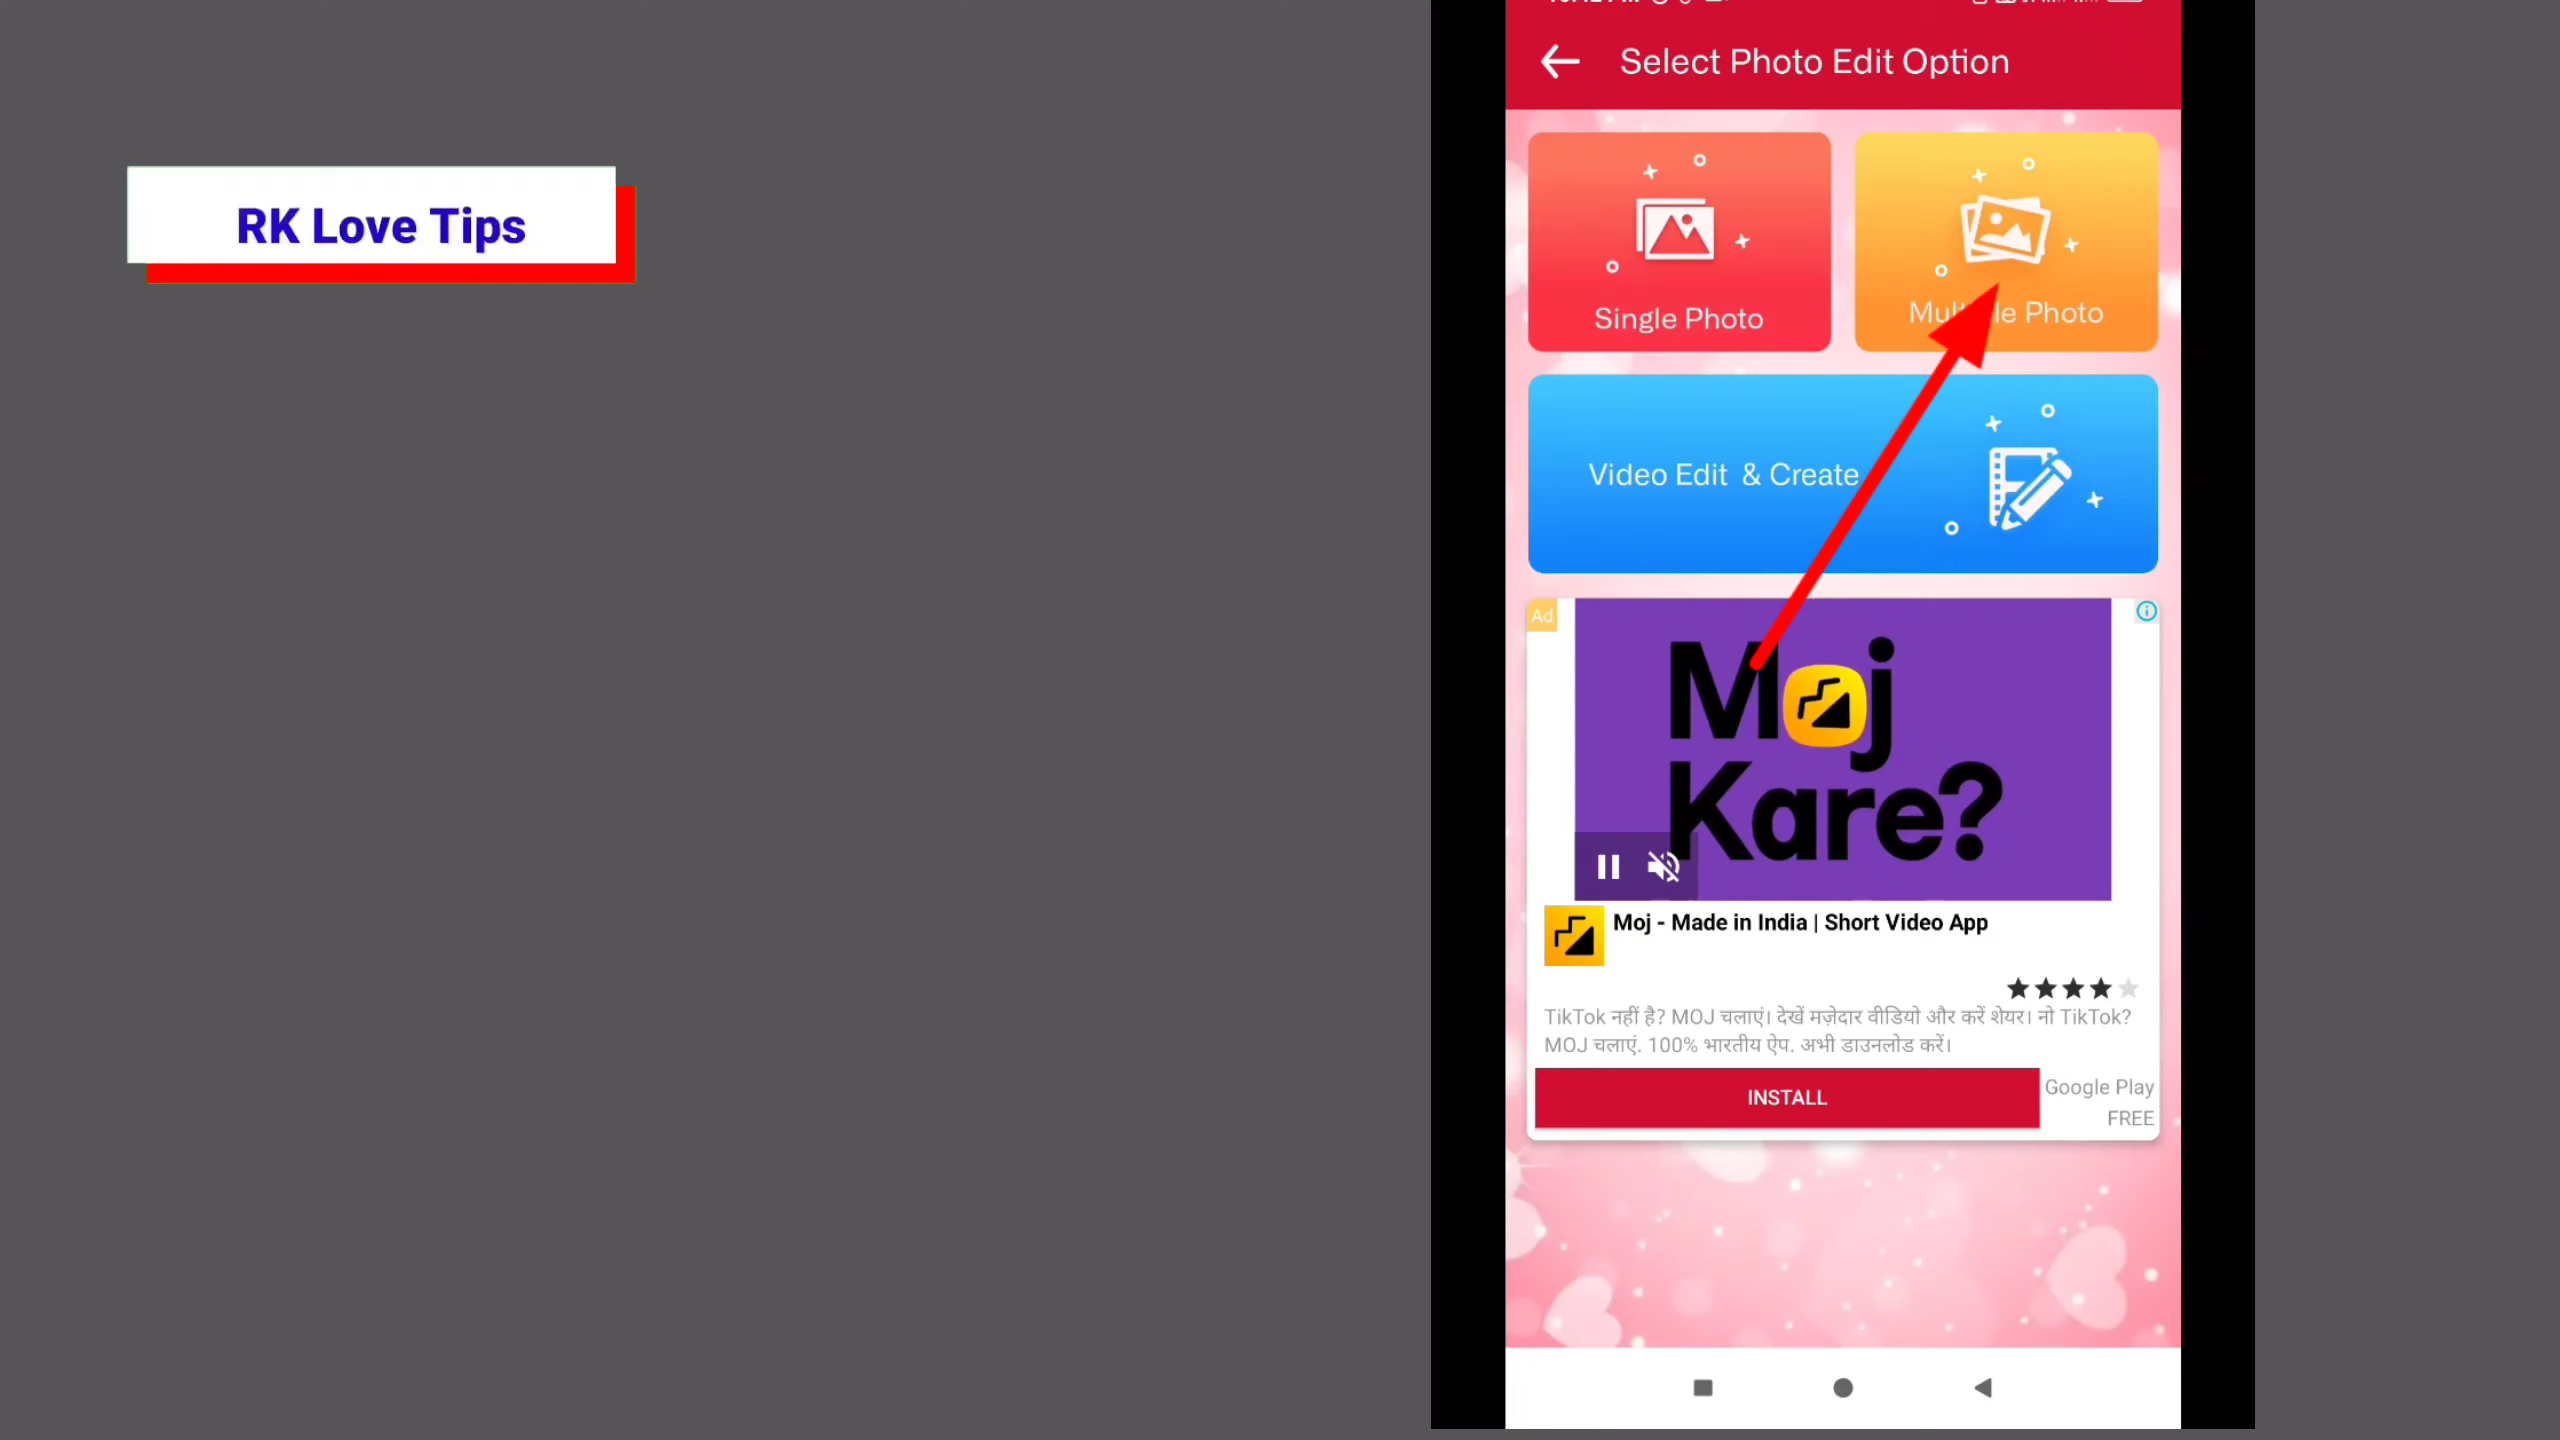 RK Love Tips
Select Photo Edit Option
Single Photo
Photo
Video Edit & Create
Ad
Moj
Kare?
Moj - Made in India | Short Video App
TikTok नहीं है? MOJ चलाएं। देखें मज़ेदार वीडियो और करें शेयर। नो TikTok?
MOJ चलाएं. 100% भारतीय ऐप. अभी डाउनलोड करें।
INSTALL
Google Play
FREE